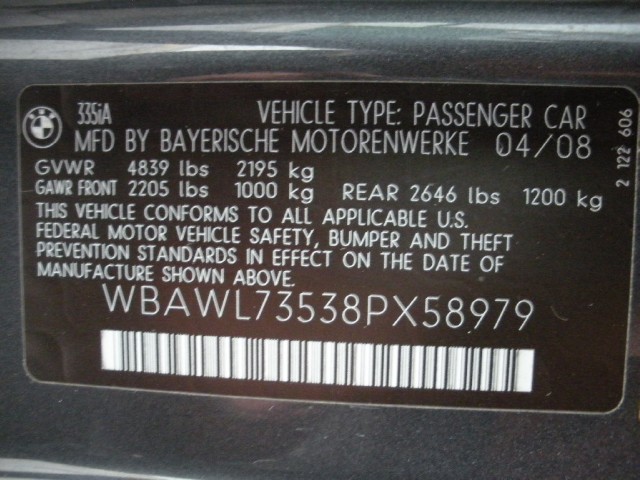 BMW
335iA VEHICLE TYPE: PASSENGER CAR
MFD BY BAYERISCHE MOTORENWERKE 04/08
GVWR 4839 lbs 2195 kg
GAWR FRONT 2205 lbs 1000 kg REAR 2646 lbs 1200 kg
THIS VEHICLE CONFORMS TO ALL APPLICABLE U.S.
FEDERAL MOTOR VEHICLE SAFETY, BUMPER AND THEFT
PREVENTION STANDARDS IN EFFECT ON THE DATE OF
MANUFACTURE SHOWN ABOVE.
WBAWL73538PX58979
2 122 606